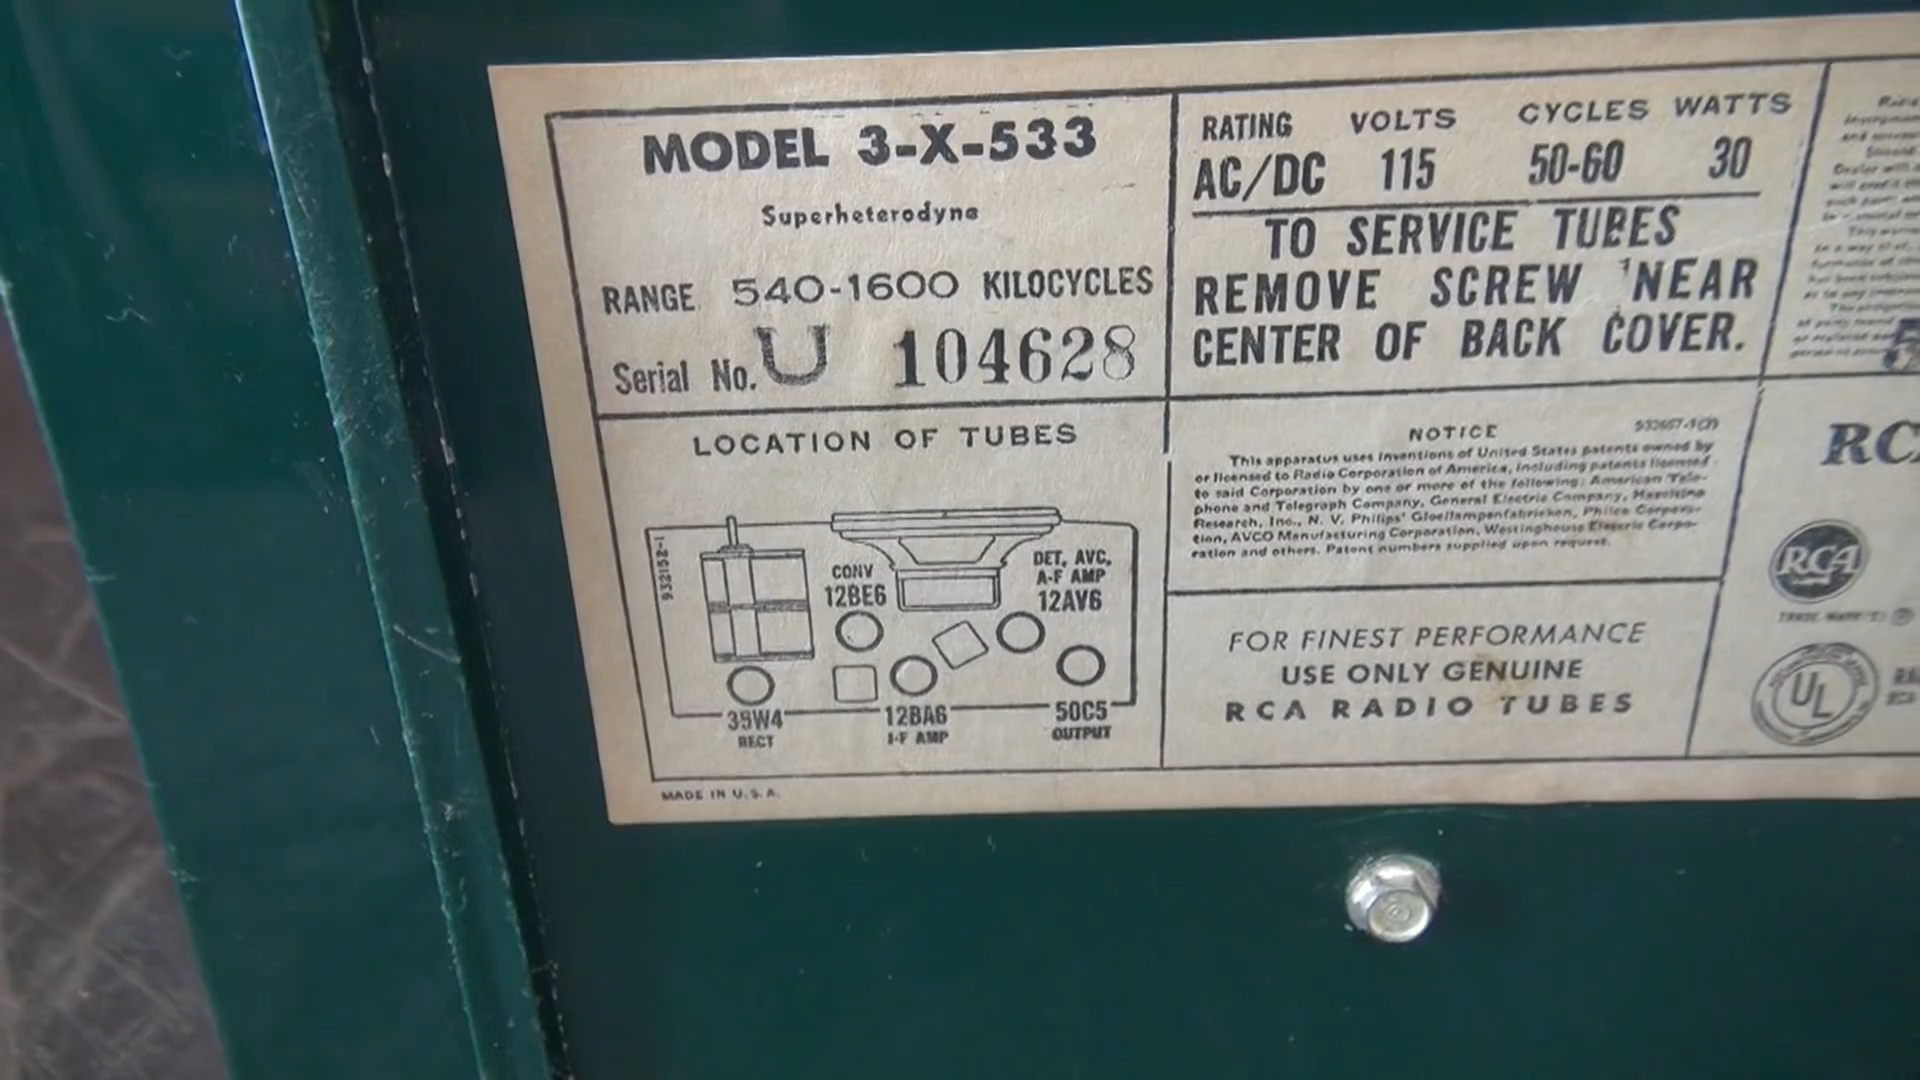 MODEL 3-X-533
Superheterodyne
RANGE 540-1600 KILOCYCLES
Serial No. U 104628
RATING VOLTS CYCLES WATTS
AC/DC 115 50-60 30
TO SERVICE TUBES
REMOVE SCREW NEAR
CENTER OF BACK COVER.
LOCATION OF TUBES
932152-1
CONV
12BE6
DET, AVC,
A-F AMP
12AV6
35W4
RECT
12BA6
I-F AMP
50C5
OUTPUT
MADE IN U.S.A.
NOTICE
This apparatus uses inventions of United States patents owned by
or licensed to Radio Corporation of America, including patents licensed
to said Corporation by one or more of the following: American Tele-
phone and Telegraph Company, General Electric Company, Hazeltine
Research, Inc., N. V. Philips' Gloeilampenfabrieken, Philco Corpora-
tion, AVCO Manufacturing Corporation, Westinghouse Electric Corpo-
ration and others. Patent numbers supplied upon request.
FOR FINEST PERFORMANCE
USE ONLY GENUINE
RCA RADIO TUBES
RCA
RCA
UL